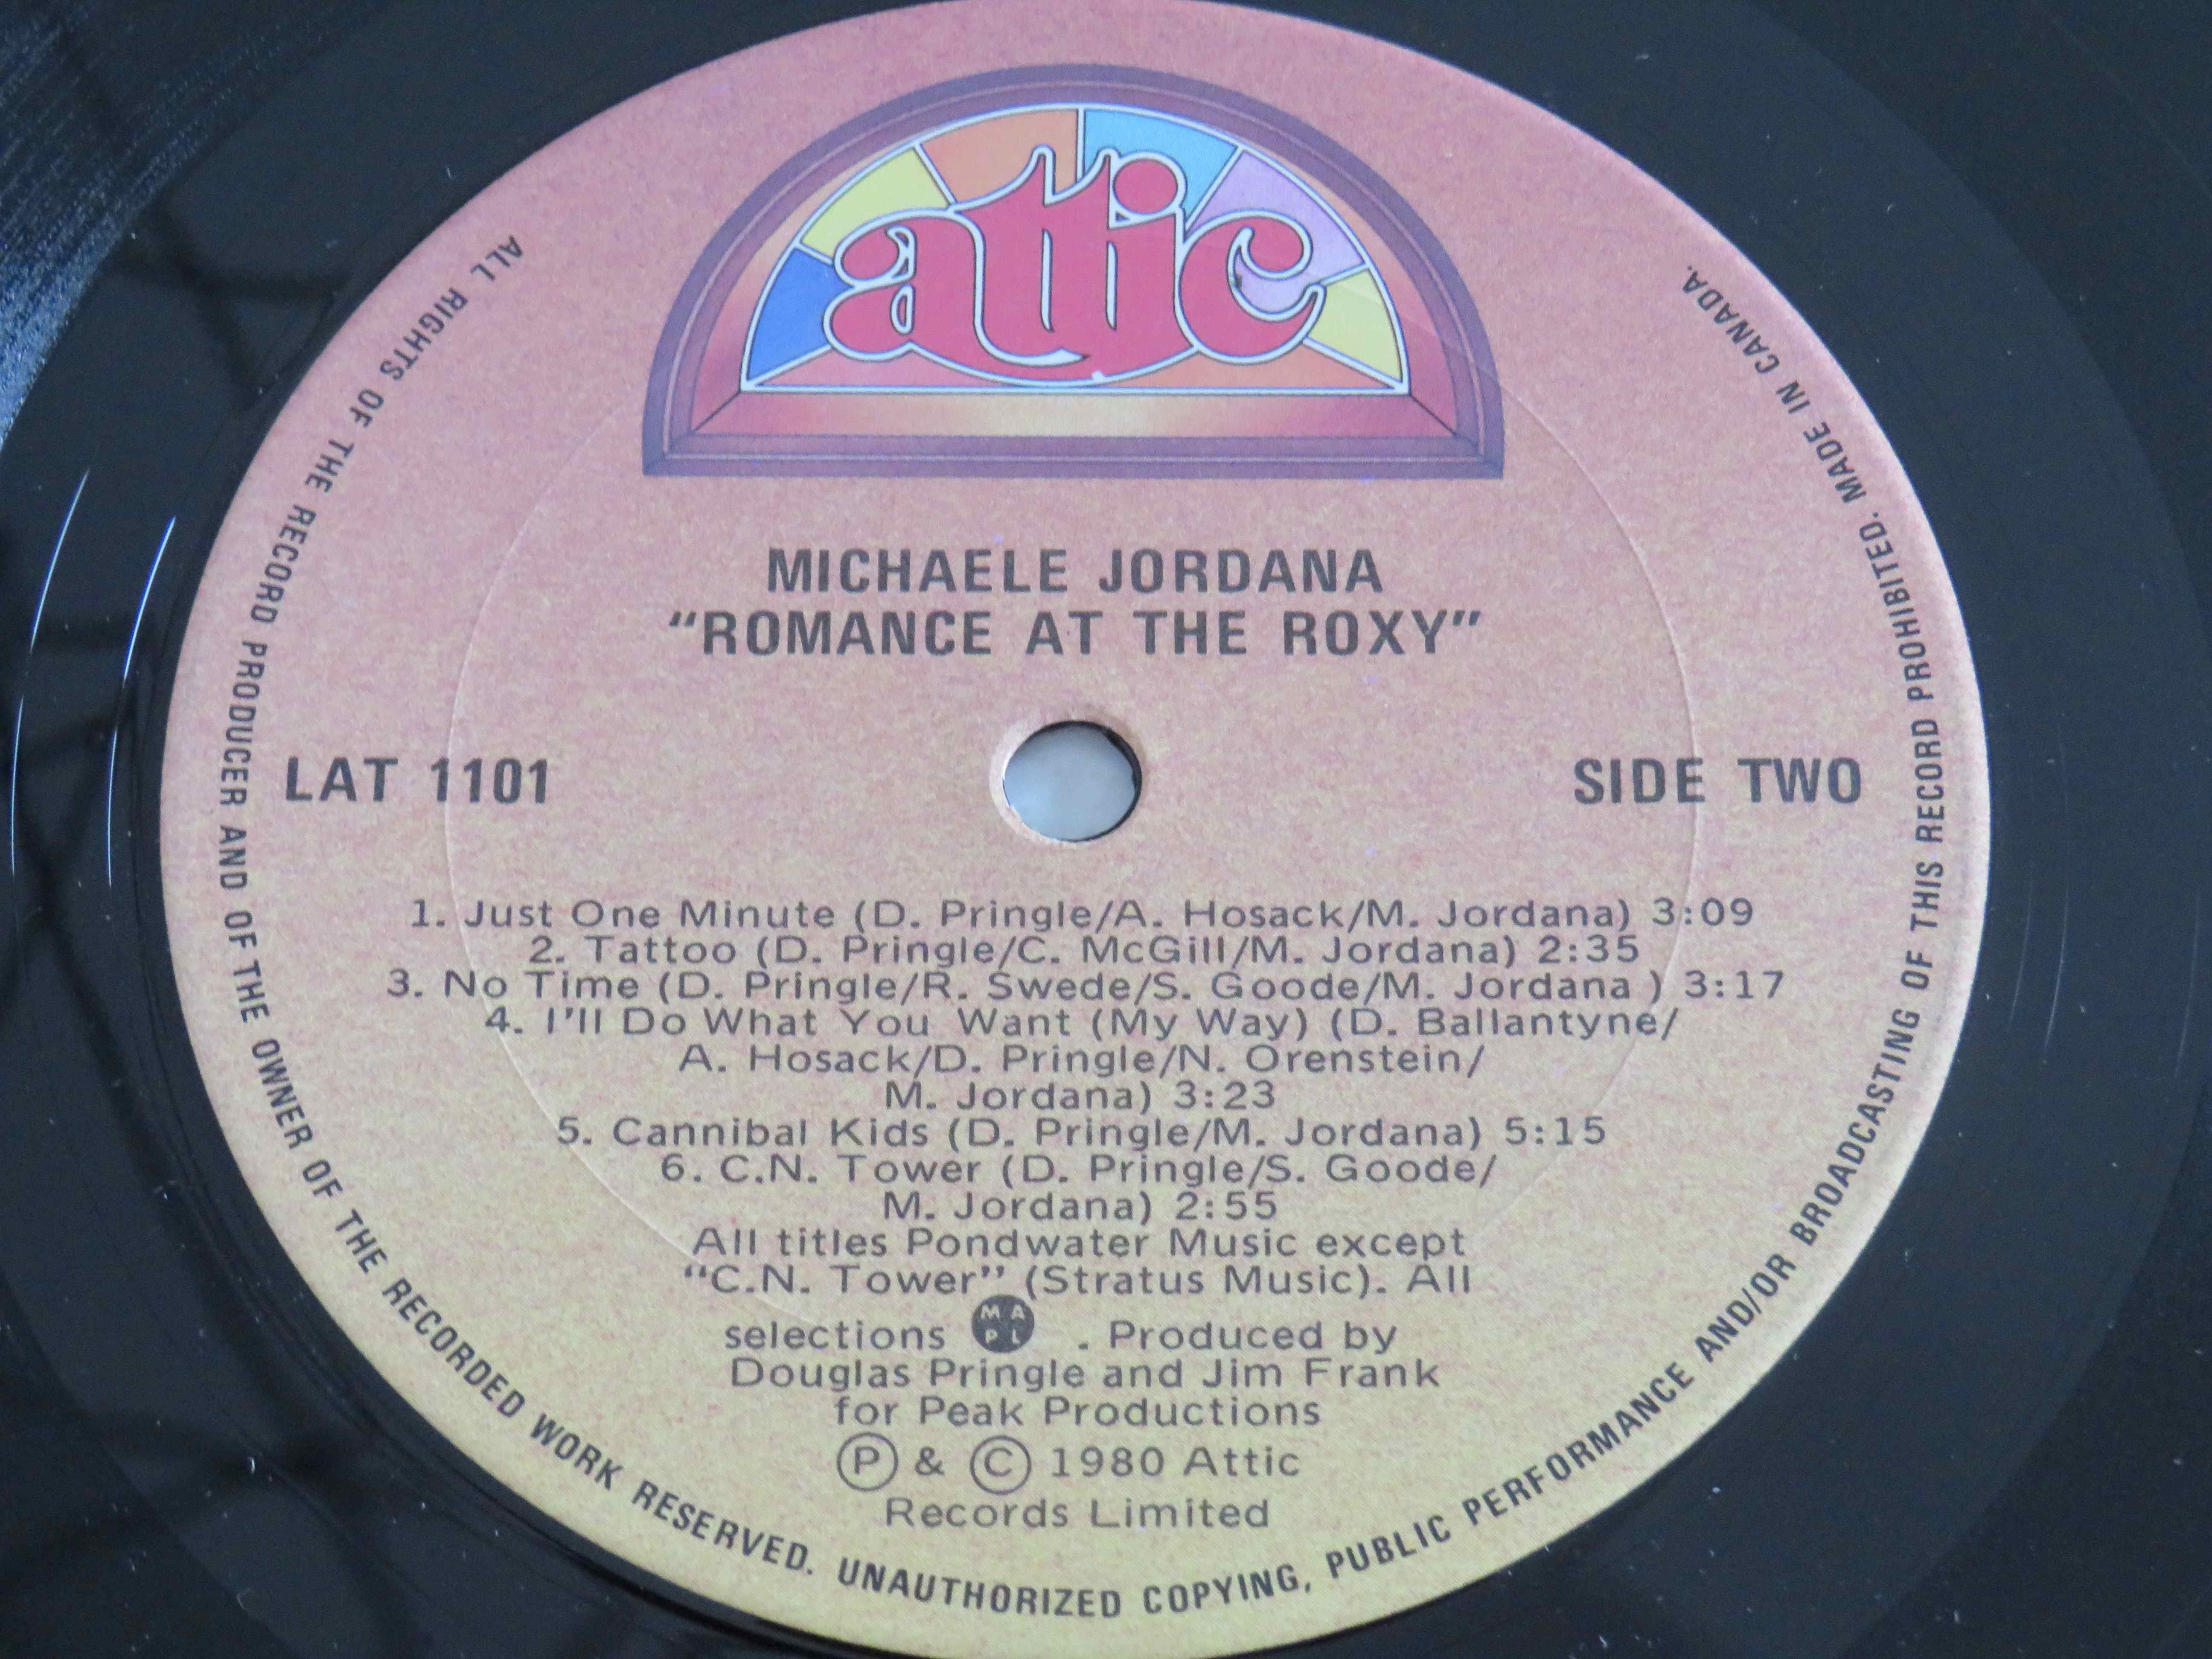 attic
MICHAELE JORDANA
“ROMANCE AT THE ROXY”
LAT 1101
SIDE TWO
1. Just One Minute (D. Pringle/A. Hosack/M. Jordana) 3:09
2. Tattoo (D. Pringle/C. McGill/M. Jordana) 2:35
3. No Time (D. Pringle/R. Swede/S. Goode/M. Jordana ) 3:17
4. I'll Do What You Want (My Way) (D. Ballantyne/
A. Hosack/D. Pringle/N. Orenstein/
M. Jordana) 3:23
5. Cannibal Kids (D. Pringle/M. Jordana) 5:15
6. C.N. Tower (D. Pringle/S. Goode/
M. Jordana) 2:55
All titles Pondwater Music except
“C.N. Tower” (Stratus Music). All
selections MAPL . Produced by
Douglas Pringle and Jim Frank
for Peak Productions
Ⓟ & Ⓒ 1980 Attic
Records Limited
ALL RIGHTS OF THE RECORD PRODUCER AND OF THE OWNER OF THE RECORDED WORK RESERVED. UNAUTHORIZED COPYING, PUBLIC PERFORMANCE AND/OR BROADCASTING OF THIS RECORD PROHIBITED. MADE IN CANADA.